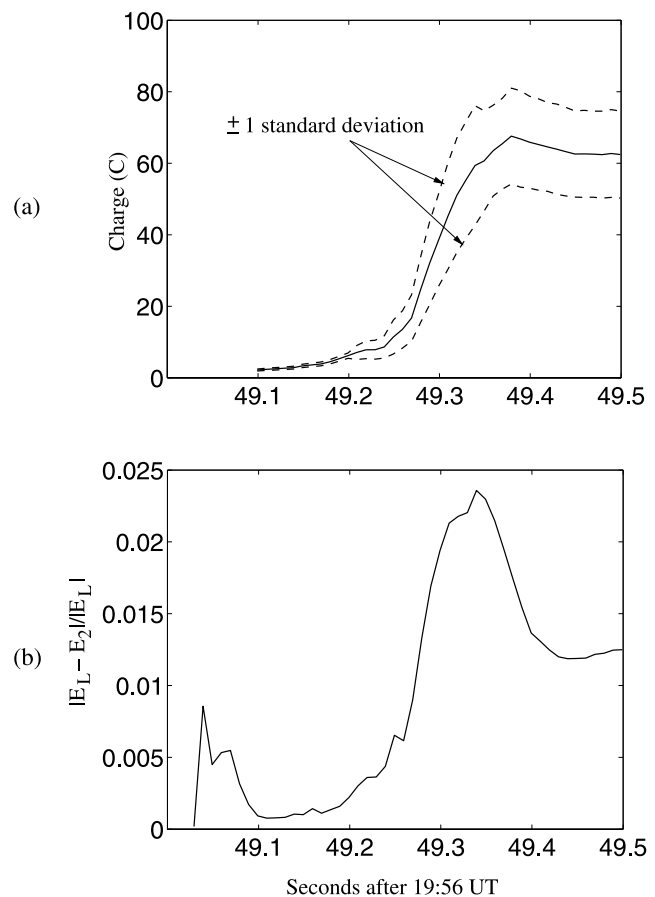 (a)
Charge (C)
100
80
60
40
20
0
± 1 standard deviation
49.1 49.2 49.3 49.4 49.5
(b)
|E_L − E_2|/|E_L|
0.025
0.02
0.015
0.01
0.005
0
49.1 49.2 49.3 49.4 49.5
Seconds after 19:56 UT